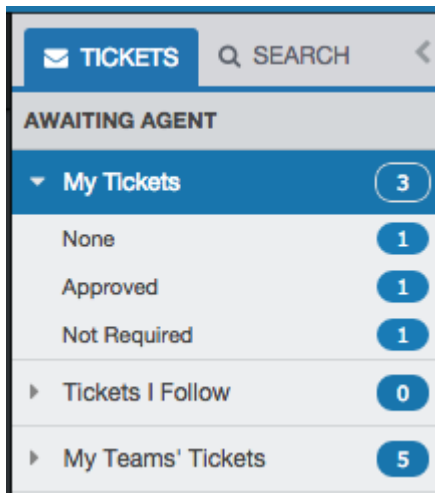 TICKETS SEARCH
AWAITING AGENT
My Tickets 3
None 1
Approved 1
Not Required 1
Tickets I Follow 0
My Teams' Tickets 5